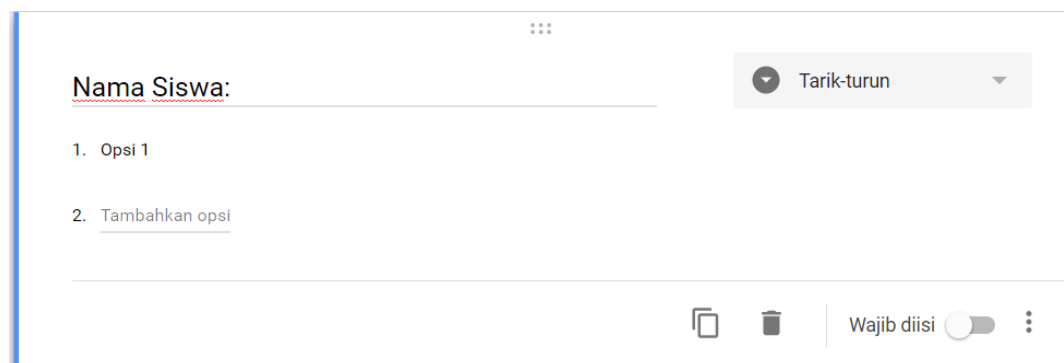 Nama Siswa:
Tarik-turun
1. Opsi 1
2. Tambahkan opsi
Wajib diisi